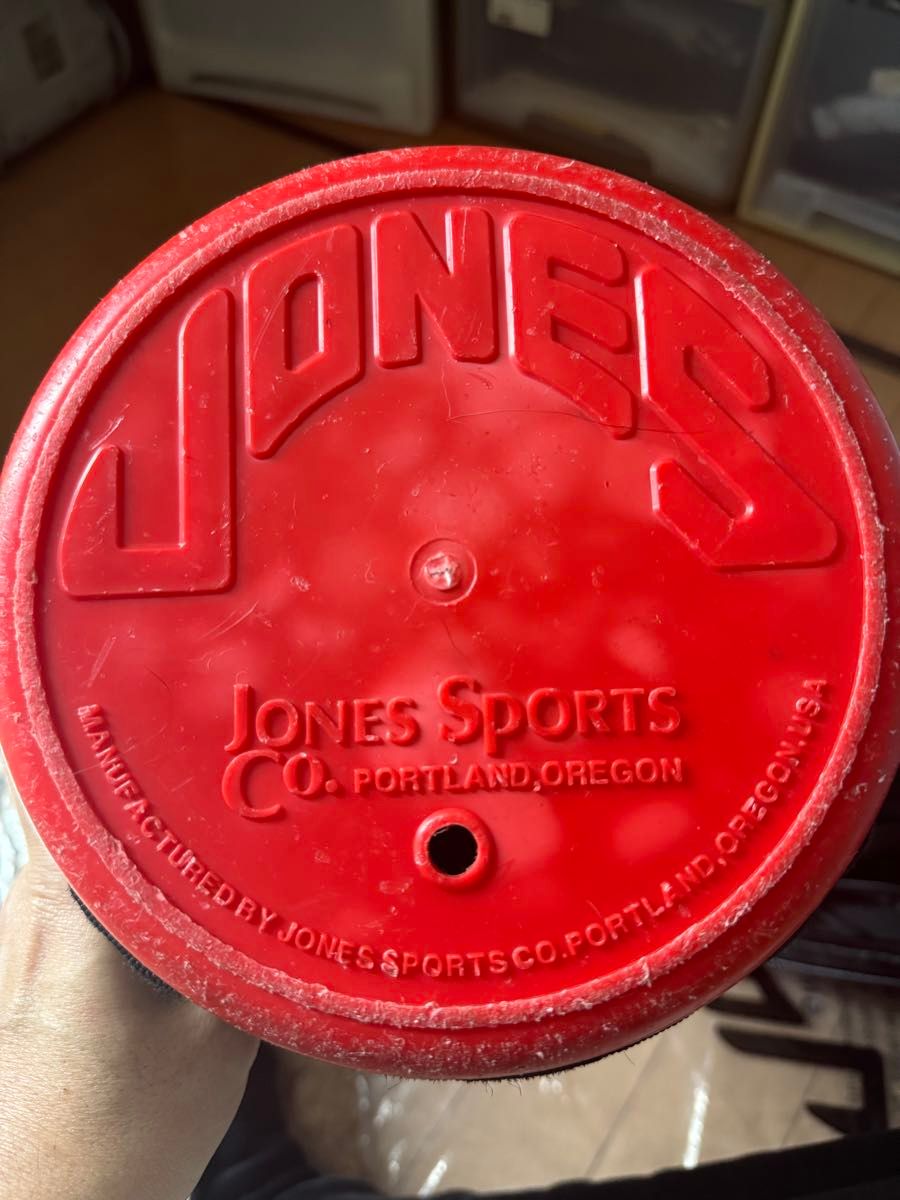 JONES
JONES SPORTS
CO. PORTLAND, OREGON
MANUFACTURED BY JONES SPORTS CO. PORTLAND, OREGON. USA